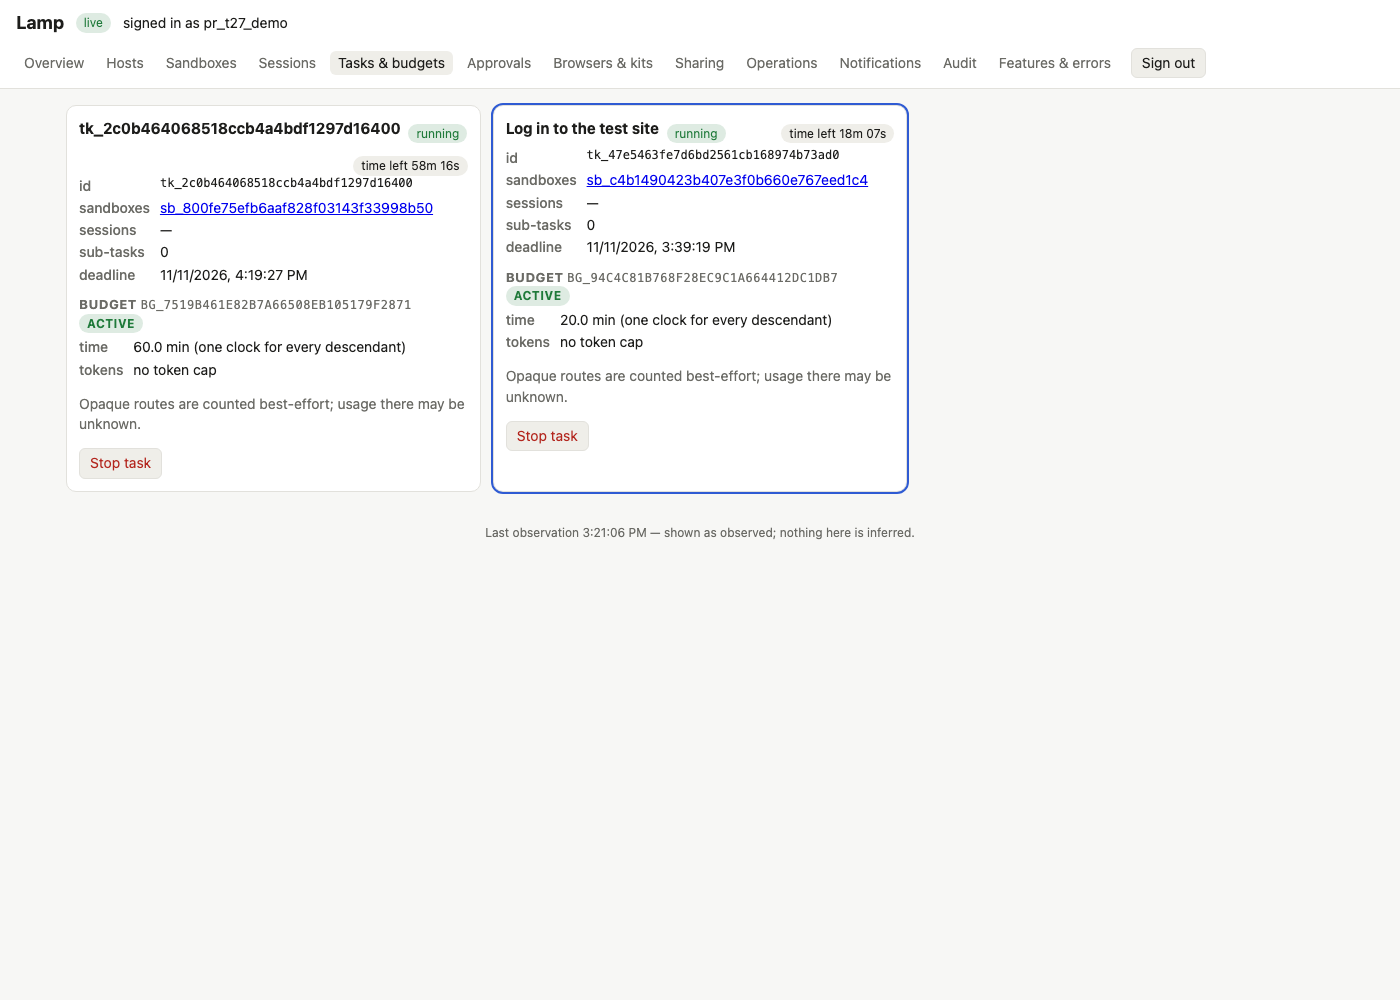 Lamp live signed in as pr_t27_demo
Overview Hosts Sandboxes Sessions Tasks & budgets Approvals Browsers & kits Sharing Operations Notifications Audit Features & errors Sign out
tk_2c0b464068518ccb4a4bdf1297d16400 running
time left 58m 16s
id tk_2c0b464068518ccb4a4bdf1297d16400
sandboxes sb_800fe75efb6aaf828f03143f33998b50
sessions —
sub-tasks 0
deadline 11/11/2026, 4:19:27 PM
BUDGET BG_7519B461E82B7A66508EB105179F2871
ACTIVE
time 60.0 min (one clock for every descendant)
tokens no token cap
Opaque routes are counted best-effort; usage there may be
unknown.
Stop task
Log in to the test site running time left 18m 07s
id tk_47e5463fe7d6bd2561cb168974b73ad0
sandboxes sb_c4b1490423b407e3f0b660e767eed1c4
sessions —
sub-tasks 0
deadline 11/11/2026, 3:39:19 PM
BUDGET BG_94C4C81B768F28EC9C1A664412DC1DB7
ACTIVE
time 20.0 min (one clock for every descendant)
tokens no token cap
Opaque routes are counted best-effort; usage there may be
unknown.
Stop task
Last observation 3:21:06 PM — shown as observed; nothing here is inferred.